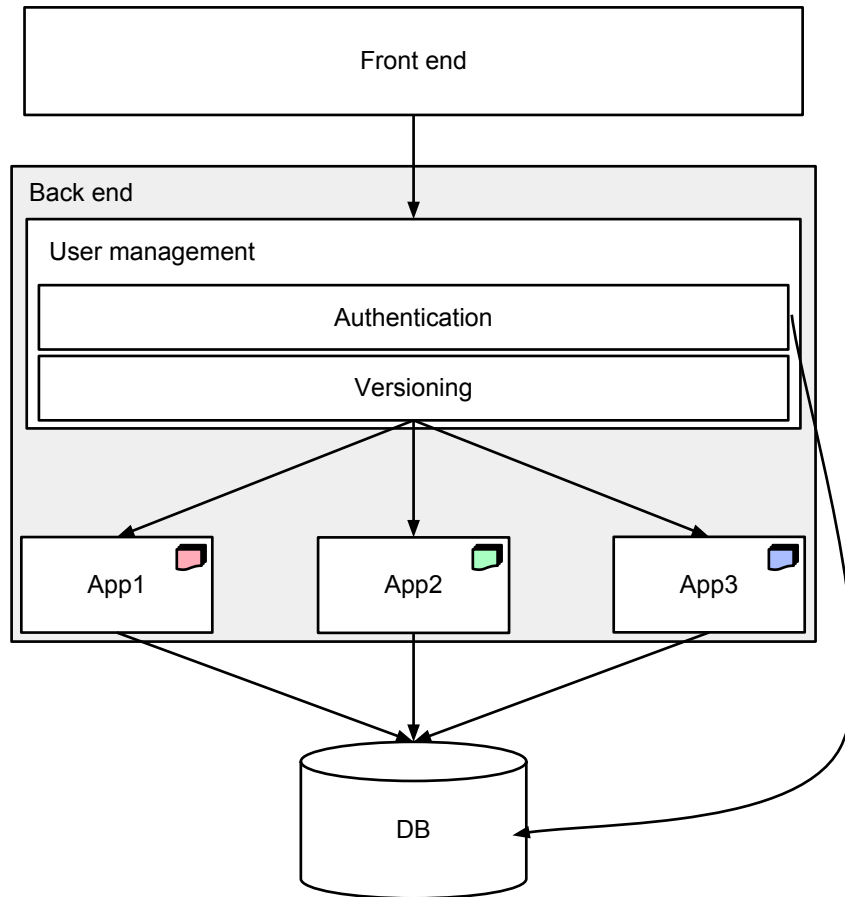 Front end
Back end
User management
Authentication
Versioning
App1
App2
App3
DB